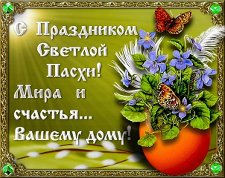 С Праздником
Светлой
Пасхи!
Мира и
счастья...
Вашему дому!